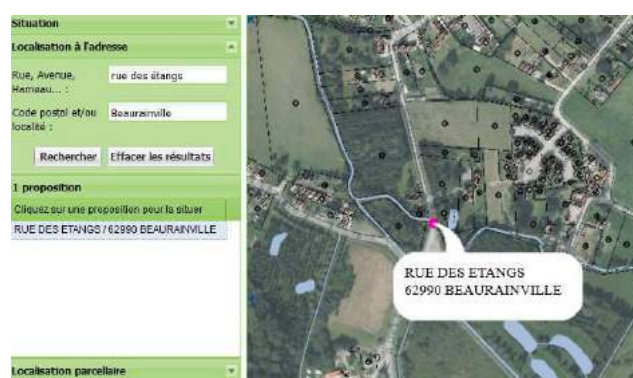 Situation
Localisation à l'adresse
Rue, Avenue,
Hameau... :
rue des étangs
Code postal et/ou
localité :
Beaurainville
Rechercher
Effacer les résultats
1 proposition
Cliquez sur une proposition pour la situer
RUE DES ETANGS / 62990 BEAURAINVILLE
Localisation parcellaire
RUE DES ETANGS
62990 BEAURAINVILLE